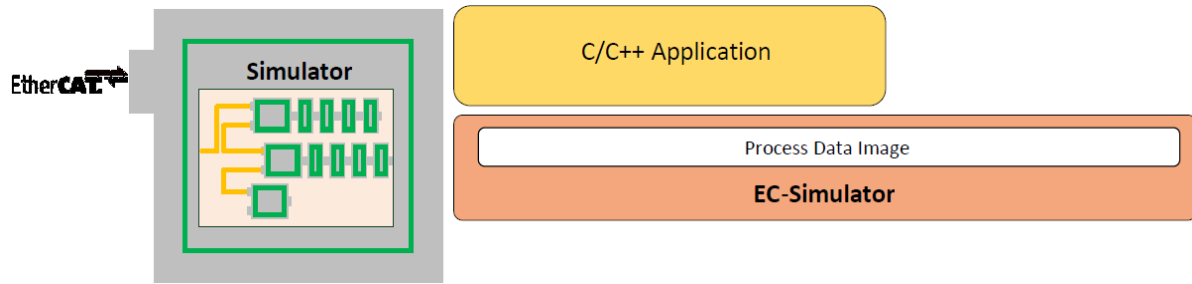 EtherCAT.
Simulator
C/C++ Application
Process Data Image
EC-Simulator